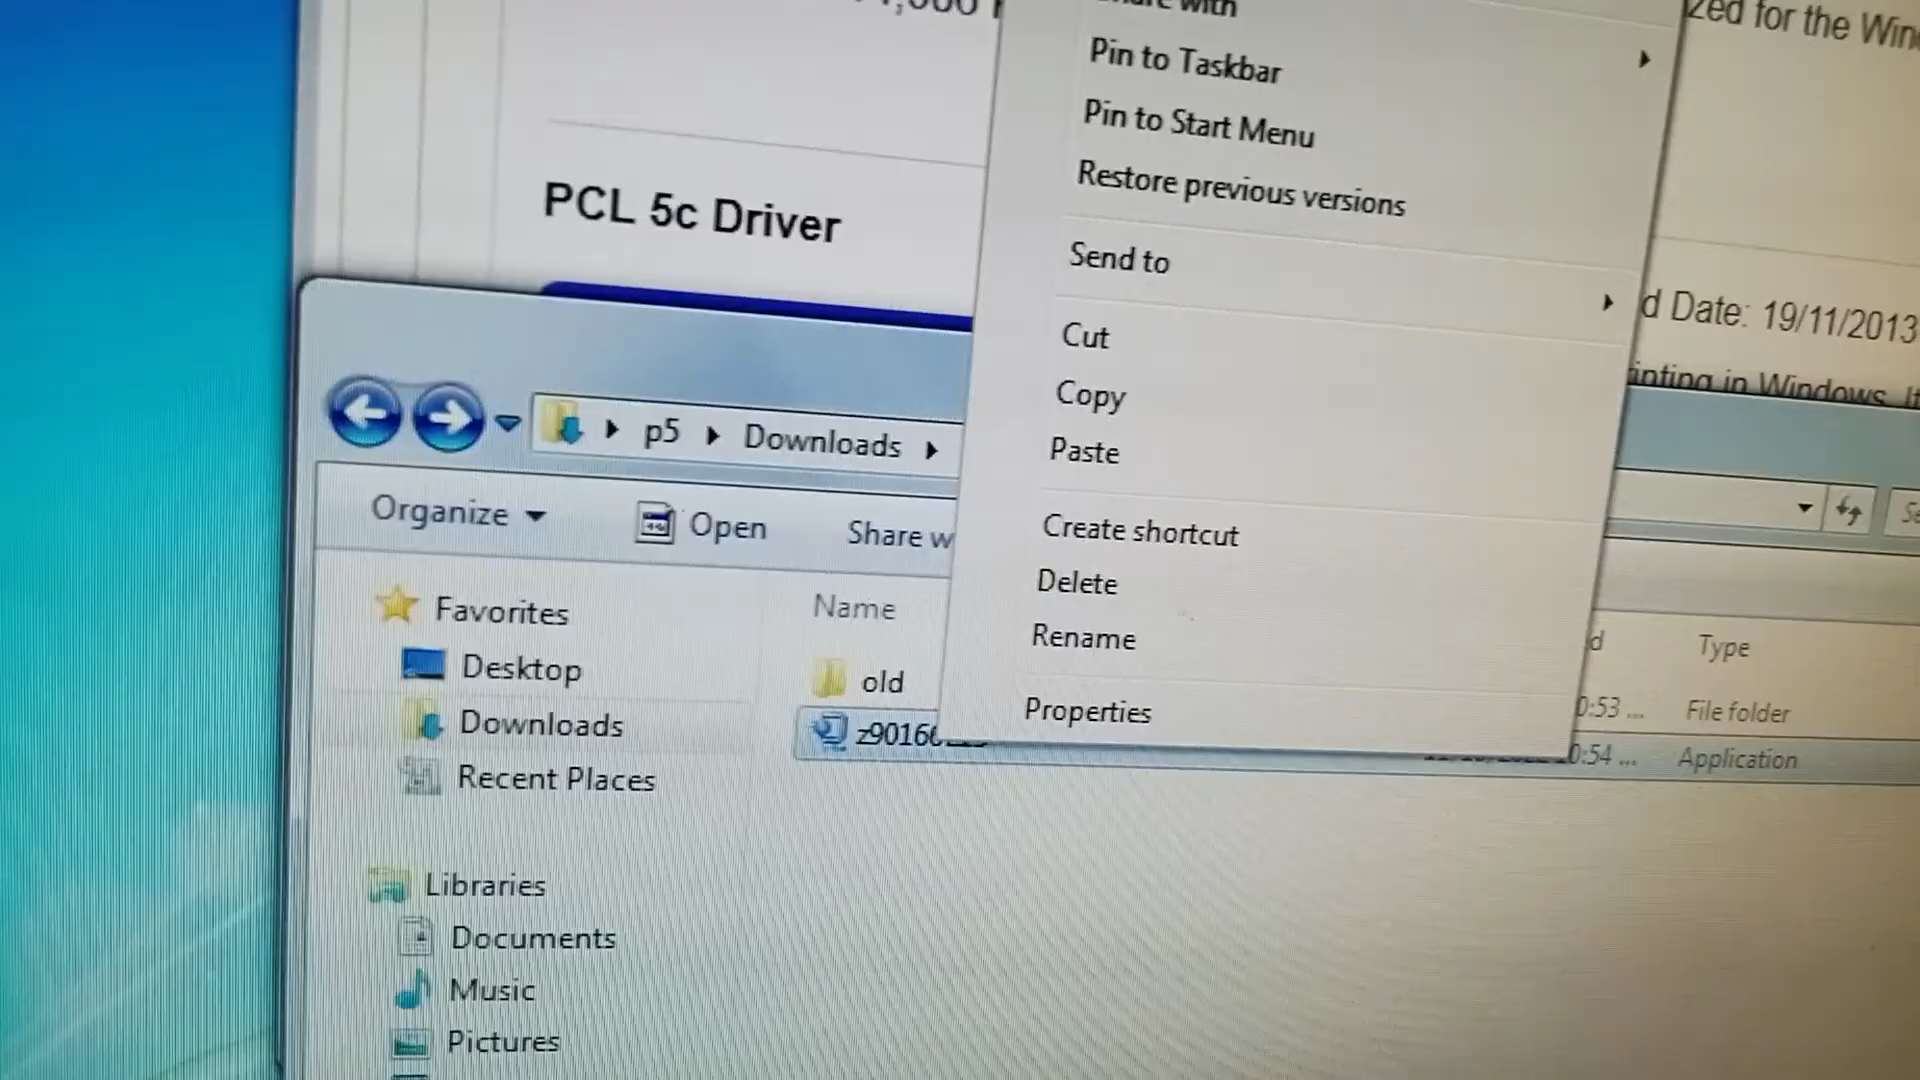 with
zed for the
Pin to Taskbar
Pin to Start Menu
Restore previous versions
PCL 5c Driver
Send to
d Date: 19/11/2013
Cut
inting in Windows.
Copy
p5
Downloads
Paste
Organize
Open
Share w
Create shortcut
Delete
Favorites
Name
Rename
Type
Desktop
old
0:53 ...
File folder
Downloads
z9016
Properties
0:54 ...
Application
Recent Places
Libraries
Documents
Music
Pictures